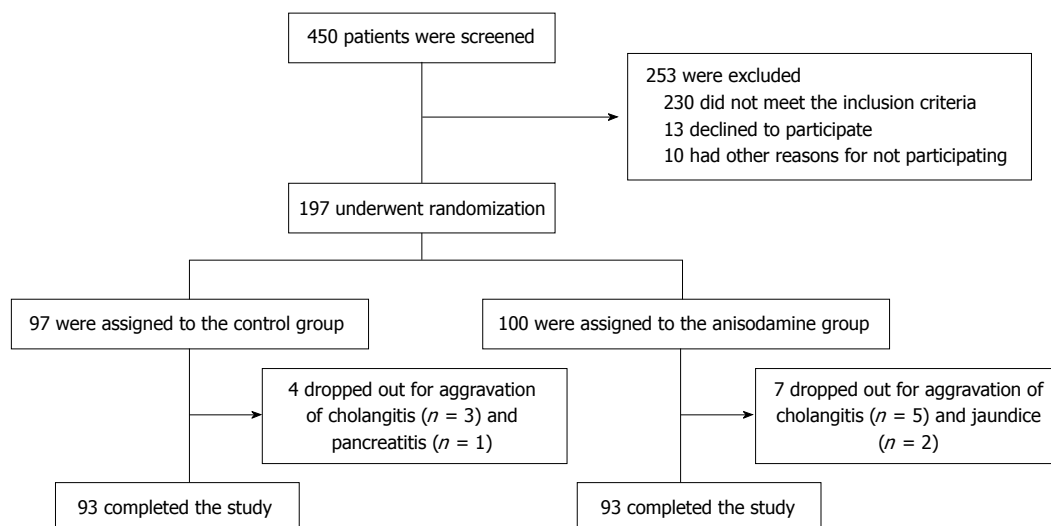 450 patients were screened
253 were excluded
230 did not meet the inclusion criteria
13 declined to participate
10 had other reasons for not participating
197 underwent randomization
97 were assigned to the control group
100 were assigned to the anisodamine group
4 dropped out for aggravation
of cholangitis (n = 3) and
pancreatitis (n = 1)
7 dropped out for aggravation of
cholangitis (n = 5) and jaundice
(n = 2)
93 completed the study
93 completed the study